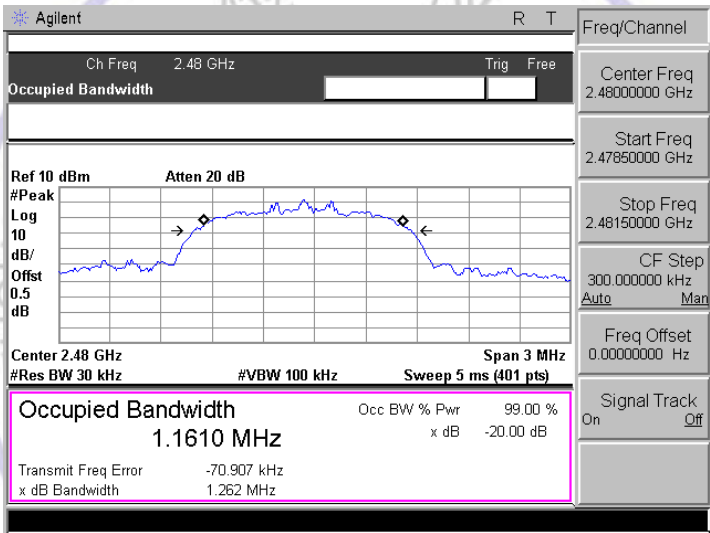 Agilent R T
Ch Freq 2.48 GHz Trig Free
Occupied Bandwidth
Ref 10 dBm Atten 20 dB
#Peak
Log
10
dB/
Offst
0.5
dB
Center 2.48 GHz Span 3 MHz
#Res BW 30 kHz #VBW 100 kHz Sweep 5 ms (401 pts)
Occupied Bandwidth Occ BW % Pwr 99.00 %
1.1610 MHz x dB -20.00 dB
Transmit Freq Error -70.907 kHz
x dB Bandwidth 1.262 MHz
Freq/Channel
Center Freq
2.48000000 GHz
Start Freq
2.47850000 GHz
Stop Freq
2.48150000 GHz
CF Step
300.000000 kHz
Auto Man
Freq Offset
0.00000000 Hz
Signal Track
On Off